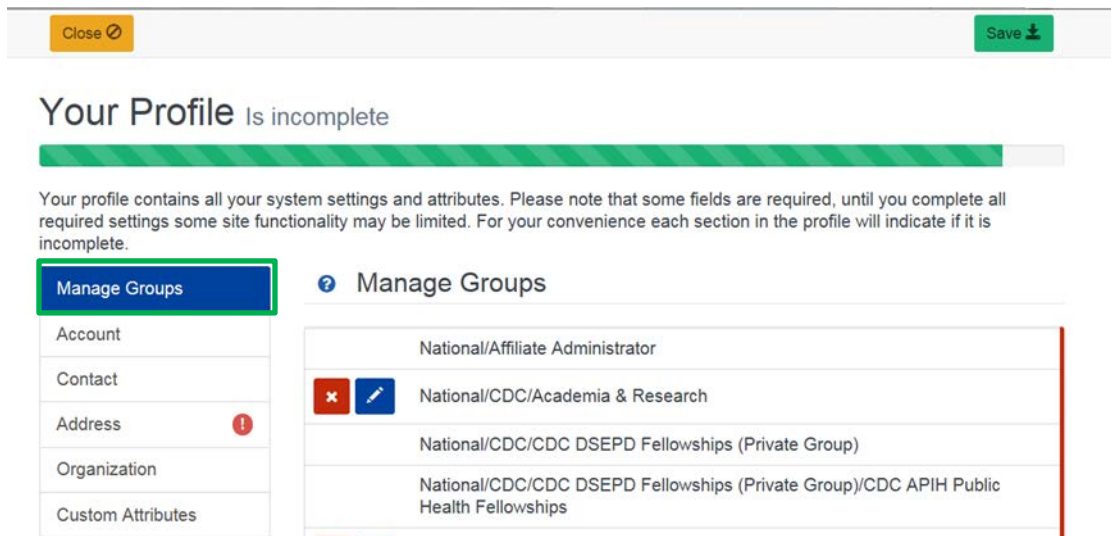 Close
Save
Your Profile Is incomplete
Your profile contains all your system settings and attributes. Please note that some fields are required, until you complete all
required settings some site functionality may be limited. For your convenience each section in the profile will indicate if it is
incomplete.
Manage Groups
Account
Contact
Address
Organization
Custom Attributes
Manage Groups
National/Affiliate Administrator
National/CDC/Academia & Research
National/CDC/CDC DSEPD Fellowships (Private Group)
National/CDC/CDC DSEPD Fellowships (Private Group)/CDC APIH Public
Health Fellowships